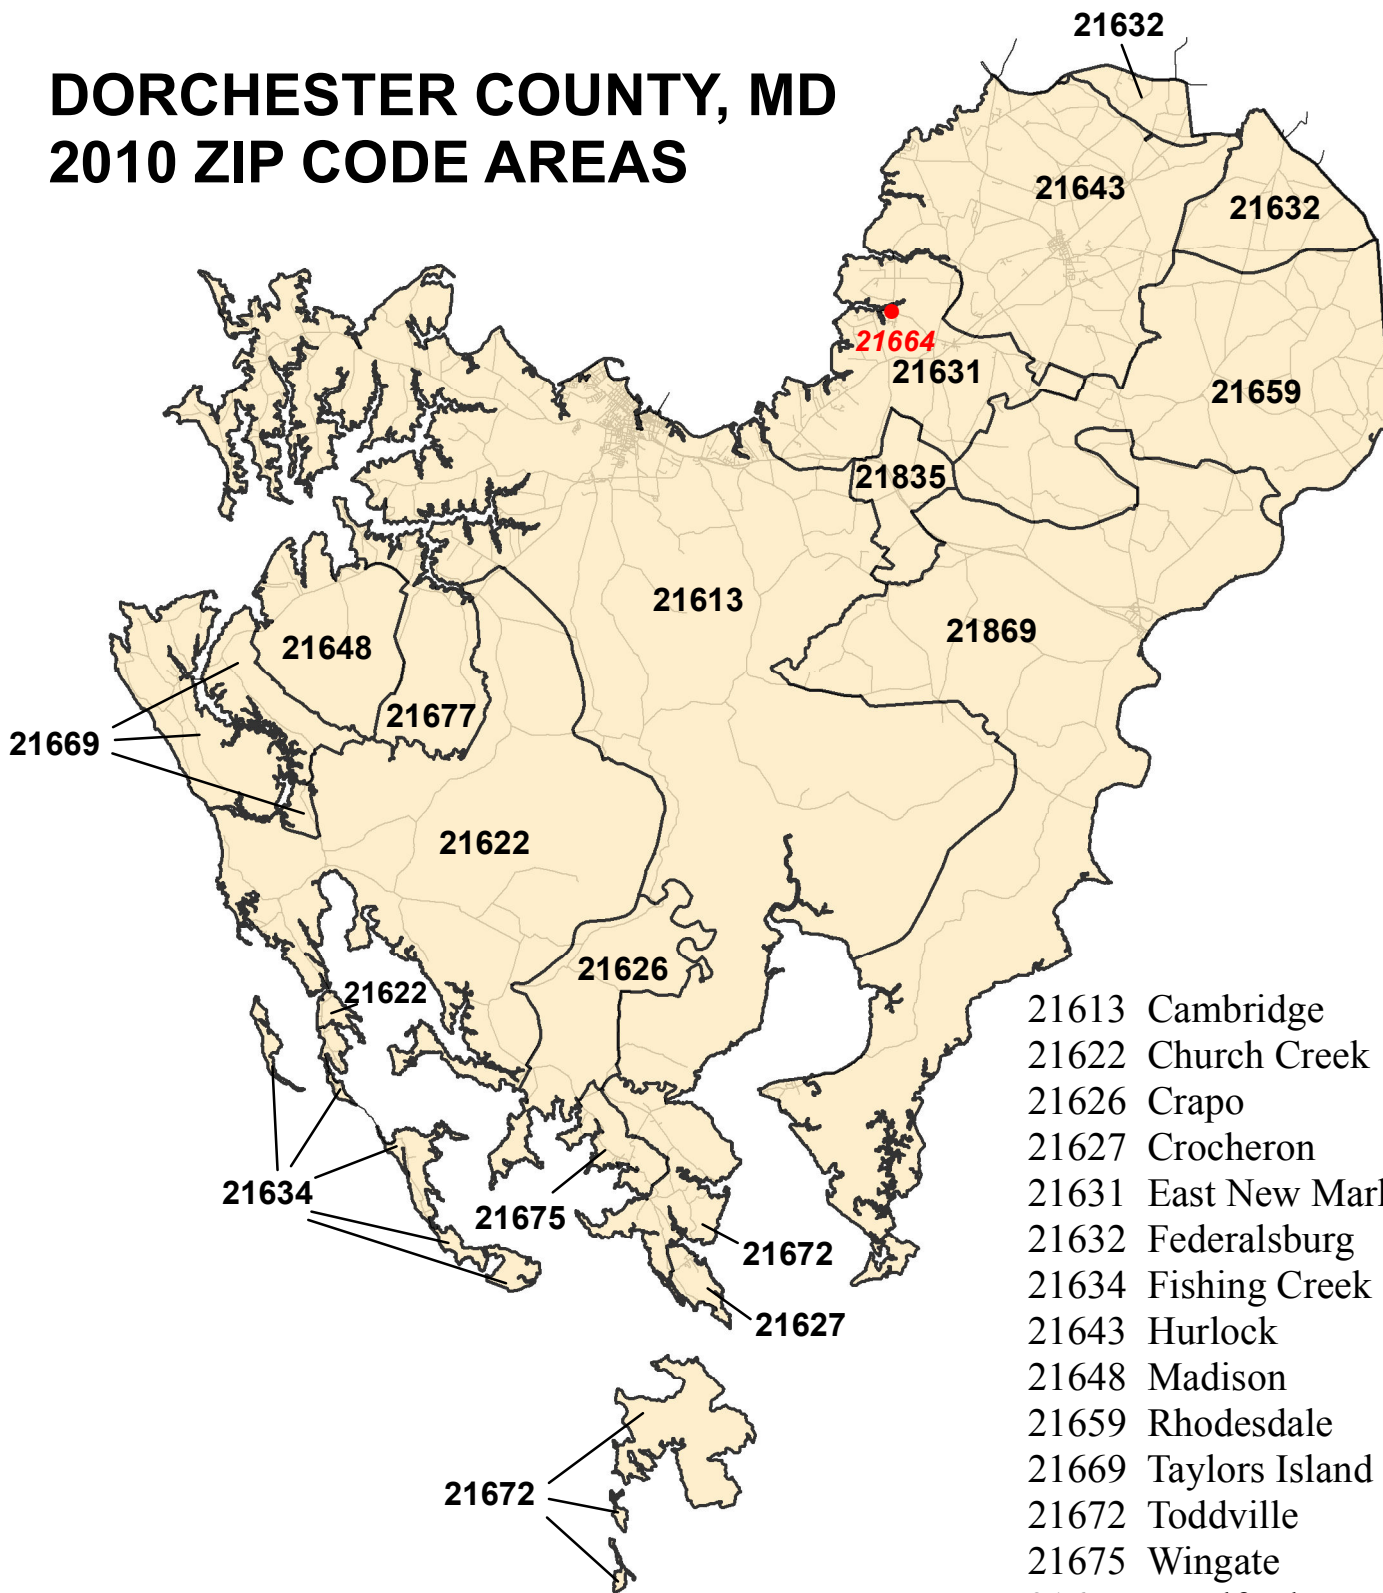 DORCHESTER COUNTY, MD
2010 ZIP CODE AREAS
21632
21643
21632
21664
21631
21659
21835
21613
21869
21648
21677
21669
21622
21626
21622
21634
21675
21672
21627
21672
21613 Cambridge
21622 Church Creek
21626 Crapo
21627 Crocheron
21631 East New
21632 Federalsburg
21634 Fishing Creek
21643 Hurlock
21648 Madison
21659 Rhodesdale
21669 Taylors Island
21672 Toddville
21675 Wingate